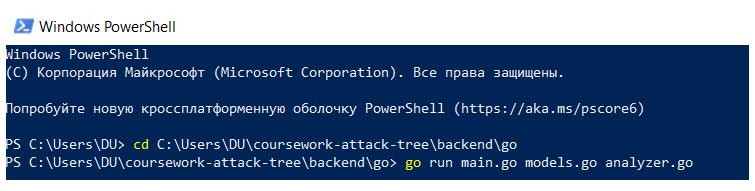 Windows PowerShell
Windows PowerShell
(C) Корпорация Майкрософт (Microsoft Corporation). Все права защищены.
Попробуйте новую кроссплатформенную оболочку PowerShell (https://aka.ms/pscore6)
PS C:\Users\DU> cd C:\Users\DU\coursework-attack-tree\backend\go
PS C:\Users\DU\coursework-attack-tree\backend\go> go run main.go models.go analyzer.go